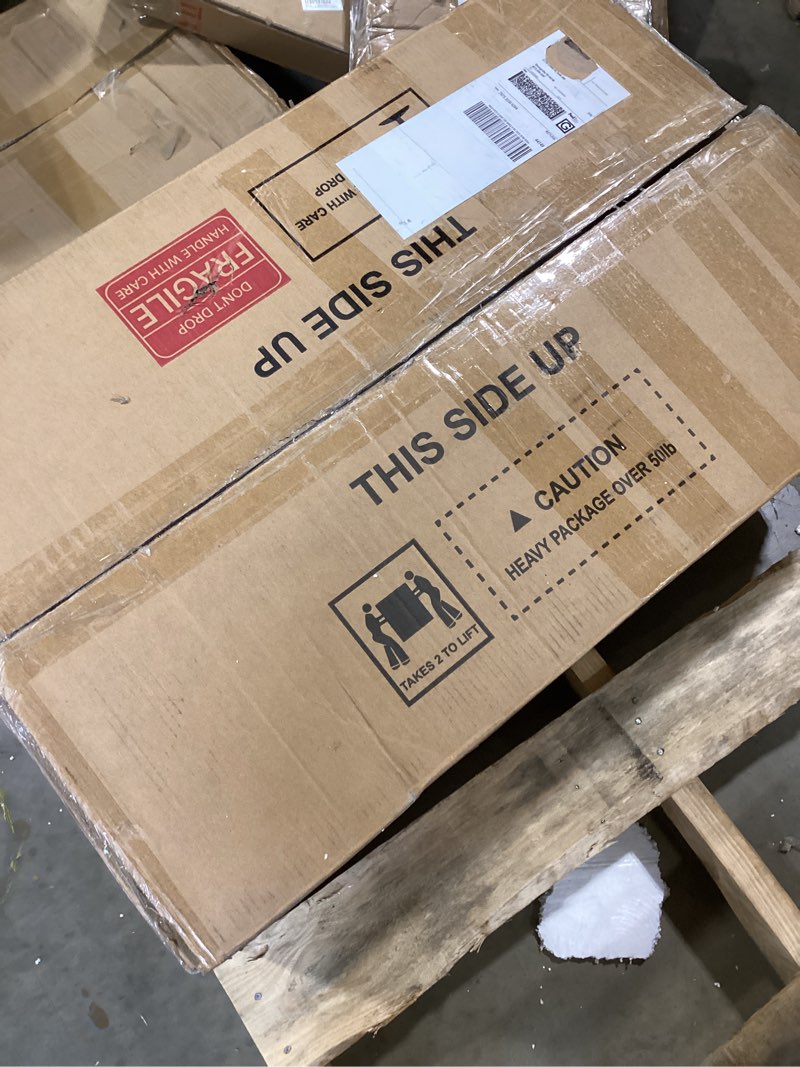 WITH CARE
DROP
DON'T DROP
FRAGILE
HANDLE WITH CARE
THIS SIDE UP
THIS SIDE UP
CAUTION
HEAVY PACKAGE OVER 50lb
TAKES 2 TO LIFT